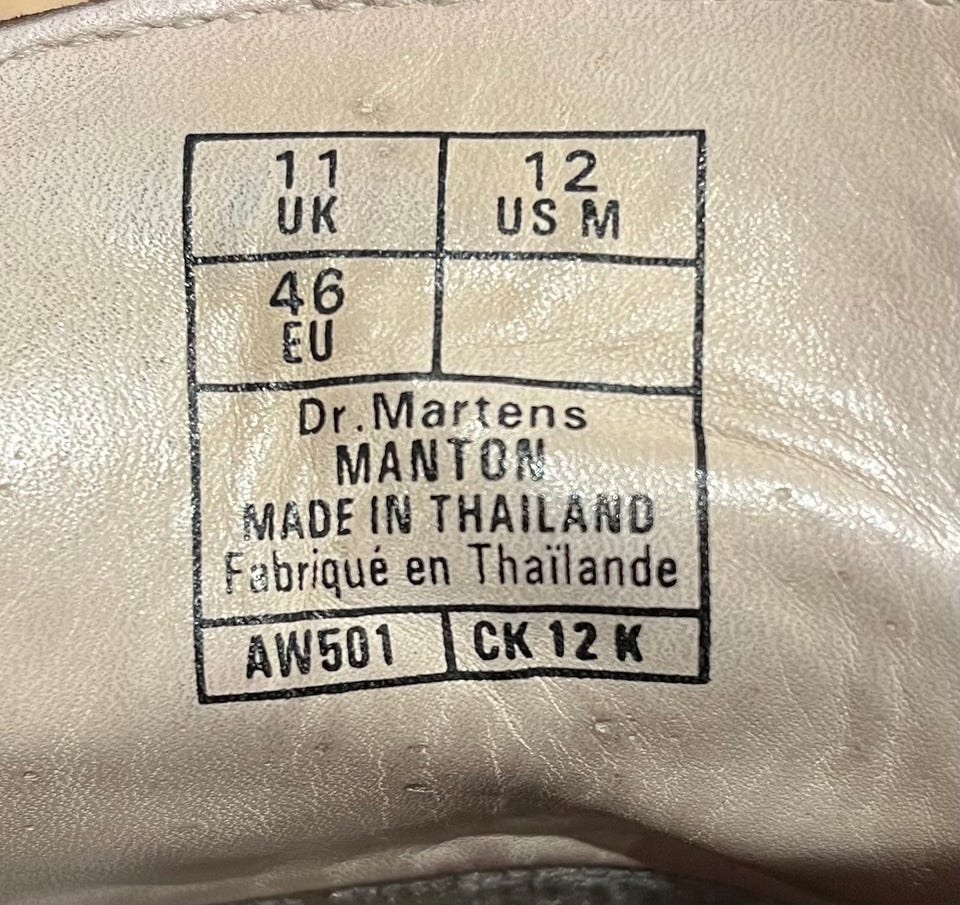 11
UK
12
US M
46
EU
Dr. Martens
MANTON
MADE IN THAILAND
Fabriqué en Thaïlande
AW501
CK 12 K